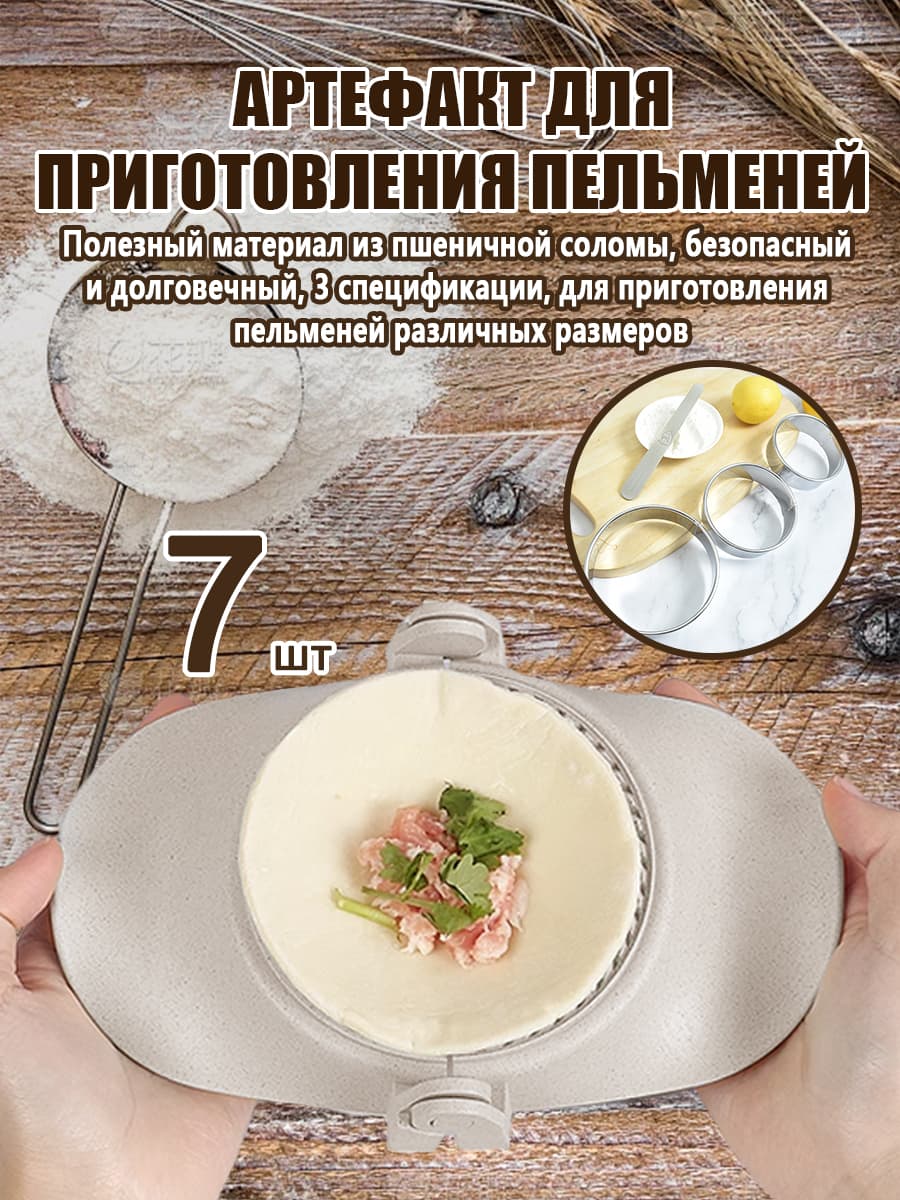 АРТЕФАКТ ДЛЯ
ПРИГОТОВЛЕНИЯ ПЕЛЬМЕНЕЙ
Полезный материал из пшеничной соломы, безопасный
и долговечный, 3 спецификации, для приготовления
пельменей различных размеров
7 шт